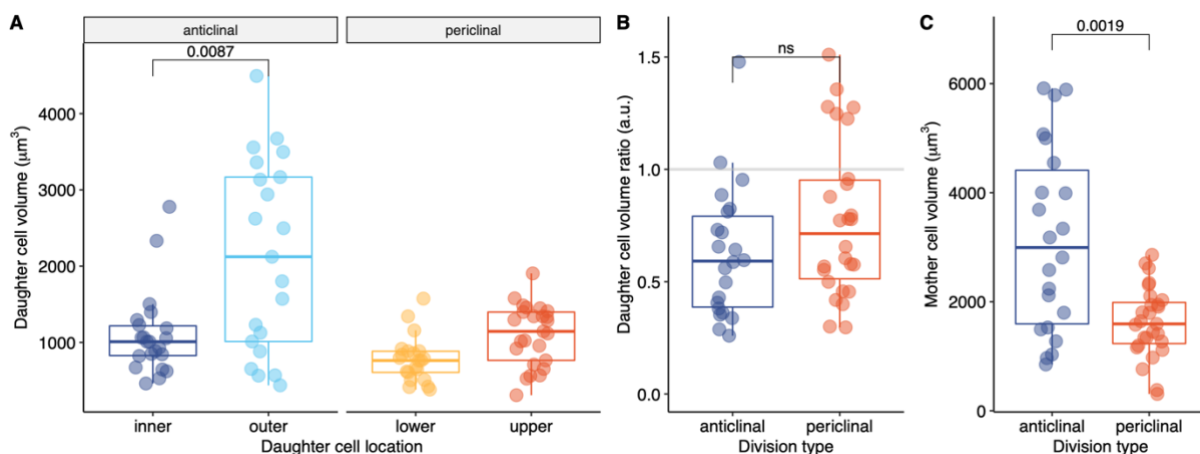 A
anticlinal
periclinal
0.0087
Daughter cell volume (μm³)
4000
3000
2000
1000
inner
outer
lower
upper
Daughter cell location
B
ns
Daughter cell volume ratio (a.u.)
1.5
1.0
0.5
0.0
anticlinal
periclinal
Division type
C
0.0019
Mother cell volume (μm³)
6000
4000
2000
0
anticlinal
periclinal
Division type